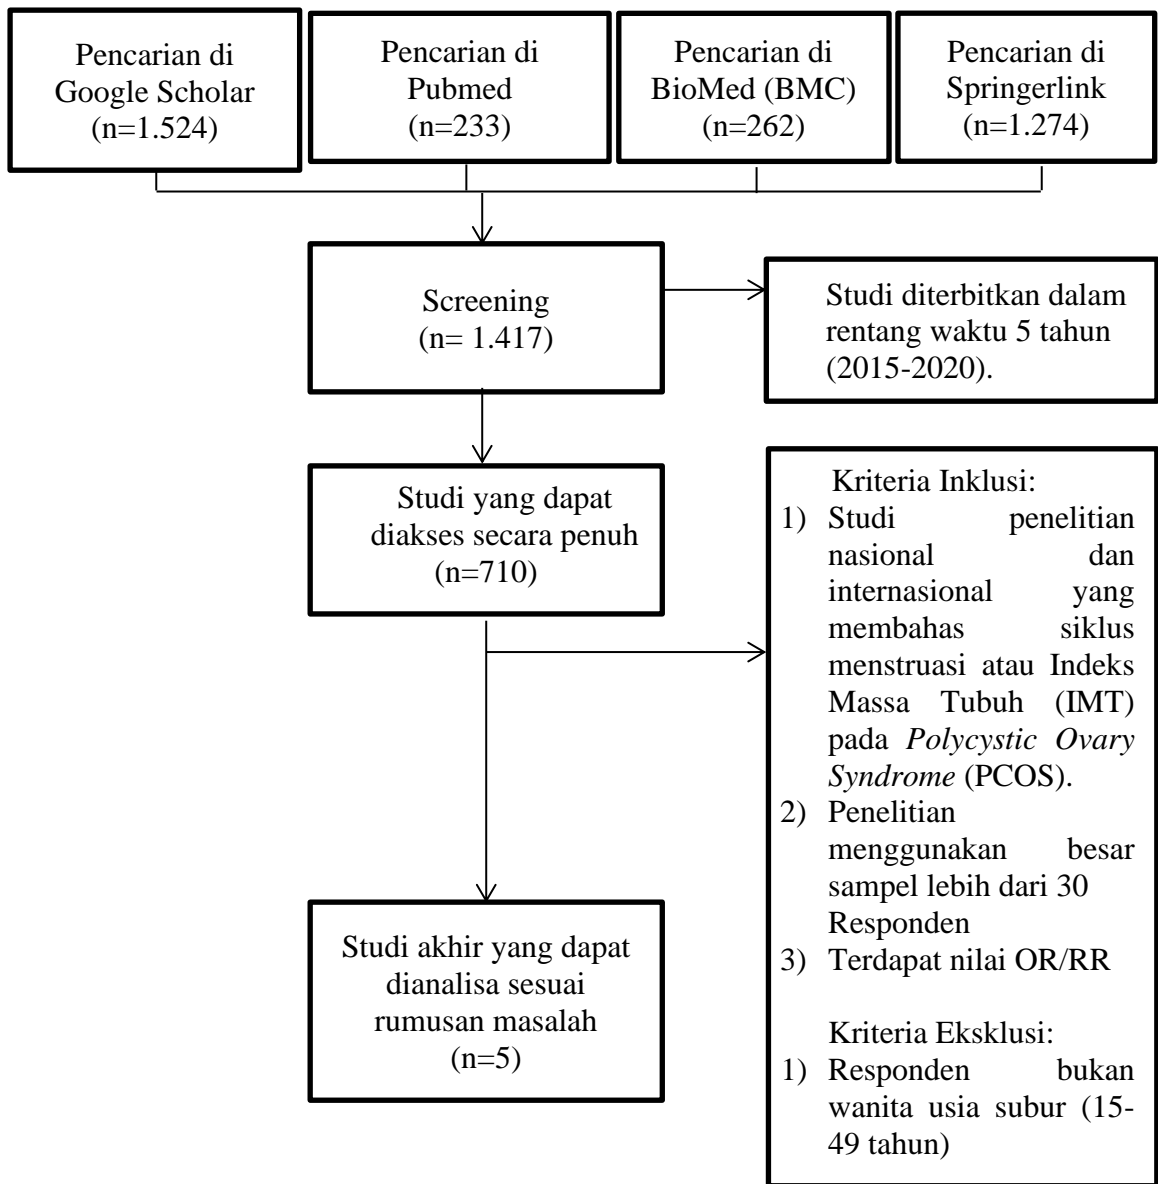 Pencarian di
Google Scholar
(n=1.524)
Pencarian di
Pubmed
(n=233)
Pencarian di
BioMed (BMC)
(n=262)
Pencarian di
Springerlink
(n=1.274)
Screening
(n= 1.417)
Studi diterbitkan dalam
rentang waktu 5 tahun
(2015-2020).
Studi yang dapat
diakses secara penuh
(n=710)
Kriteria Inklusi:
1) Studi penelitian
nasional dan
internasional yang
membahas siklus
menstruasi atau Indeks
Massa Tubuh (IMT)
pada Polycystic Ovary
Syndrome (PCOS).
2) Penelitian
menggunakan besar
sampel lebih dari 30
Responden
3) Terdapat nilai OR/RR
Kriteria Eksklusi:
1) Responden bukan
wanita usia subur (15-
49 tahun)
Studi akhir yang dapat
dianalisa sesuai
rumusan masalah
(n=5)